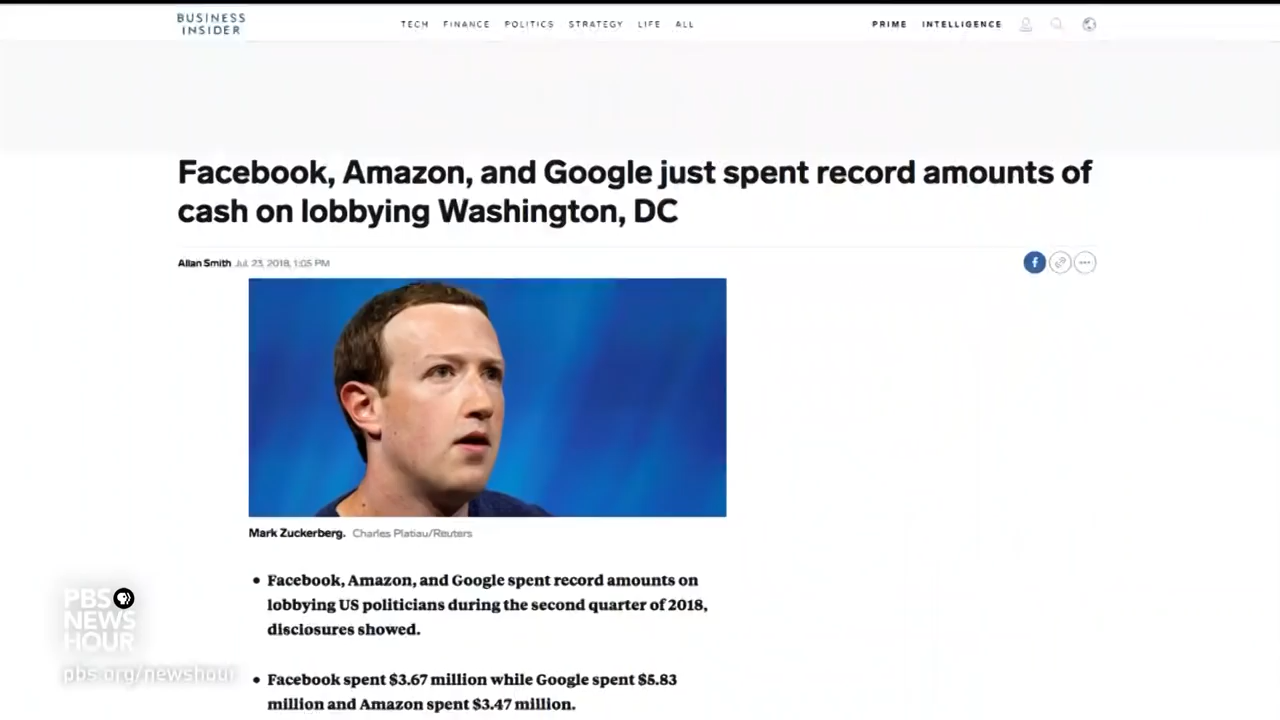 BUSINESS
INSIDER
TECH FINANCE POLITICS STRATEGY LIFE ALL
PRIME INTELLIGENCE
Facebook, Amazon, and Google just spent record amounts of
cash on lobbying Washington, DC
Allan Smith Jul. 23, 2018, 1:05 PM
f
Mark Zuckerberg. Charles Platiau/Reuters
• Facebook, Amazon, and Google spent record amounts on
lobbying US politicians during the second quarter of 2018,
disclosures showed.
• Facebook spent $3.67 million while Google spent $5.83
million and Amazon spent $3.47 million.
PBS
NEWS
HOUR
pbs.org/newshour